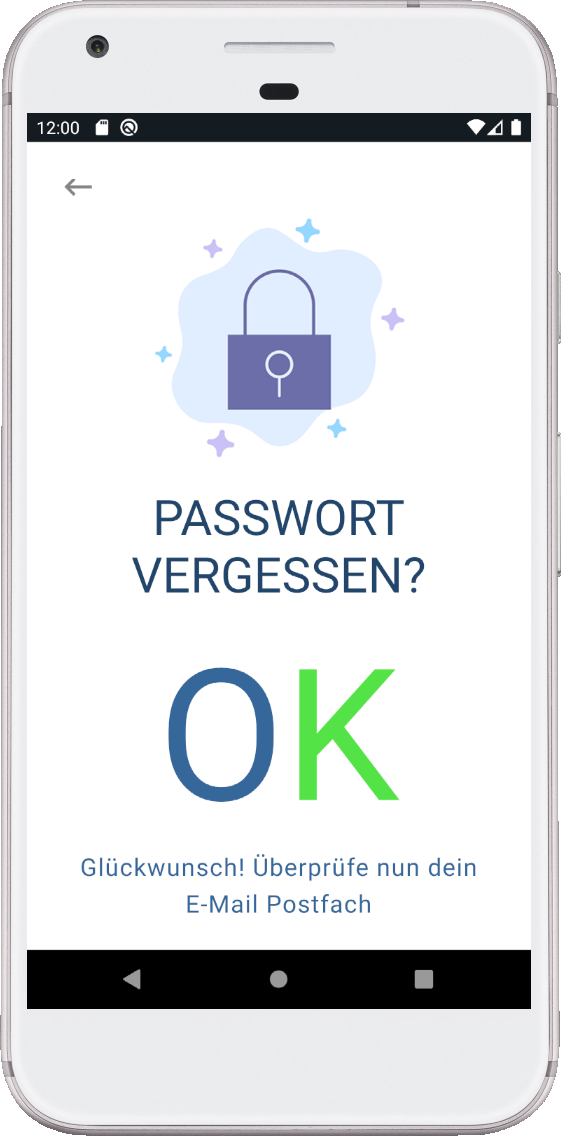 12:00
PASSWORT
VERGESSEN?
OK
Glückwunsch! Überprüfe nun dein
E-Mail Postfach